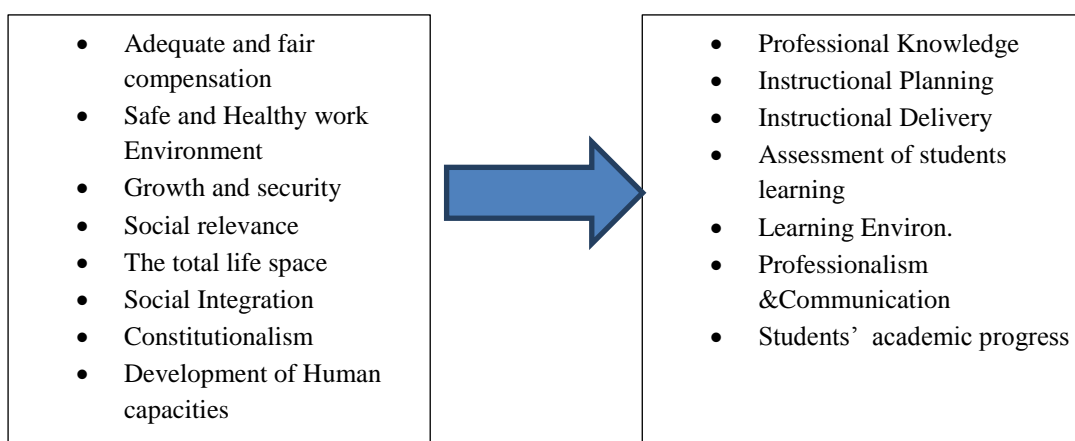 • Adequate and fair
compensation
• Safe and Healthy work
Environment
• Growth and security
• Social relevance
• The total life space
• Social Integration
• Constitutionalism
• Development of Human
capacities
• Professional Knowledge
• Instructional Planning
• Instructional Delivery
• Assessment of students
learning
• Learning Environ.
• Professionalism
&Communication
• Students’ academic progress